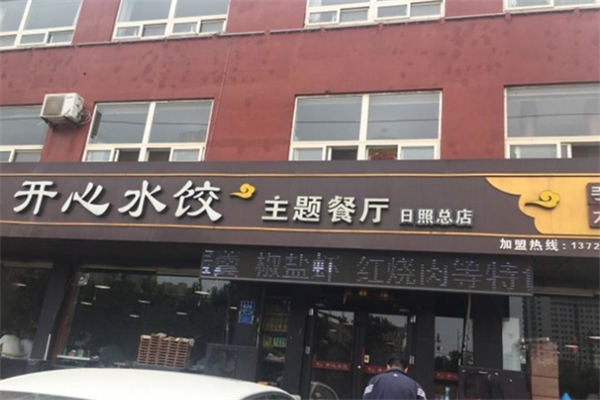 开心水饺 主题餐厅 日照总店
加盟热线:1372
椒盐 红烧肉等特